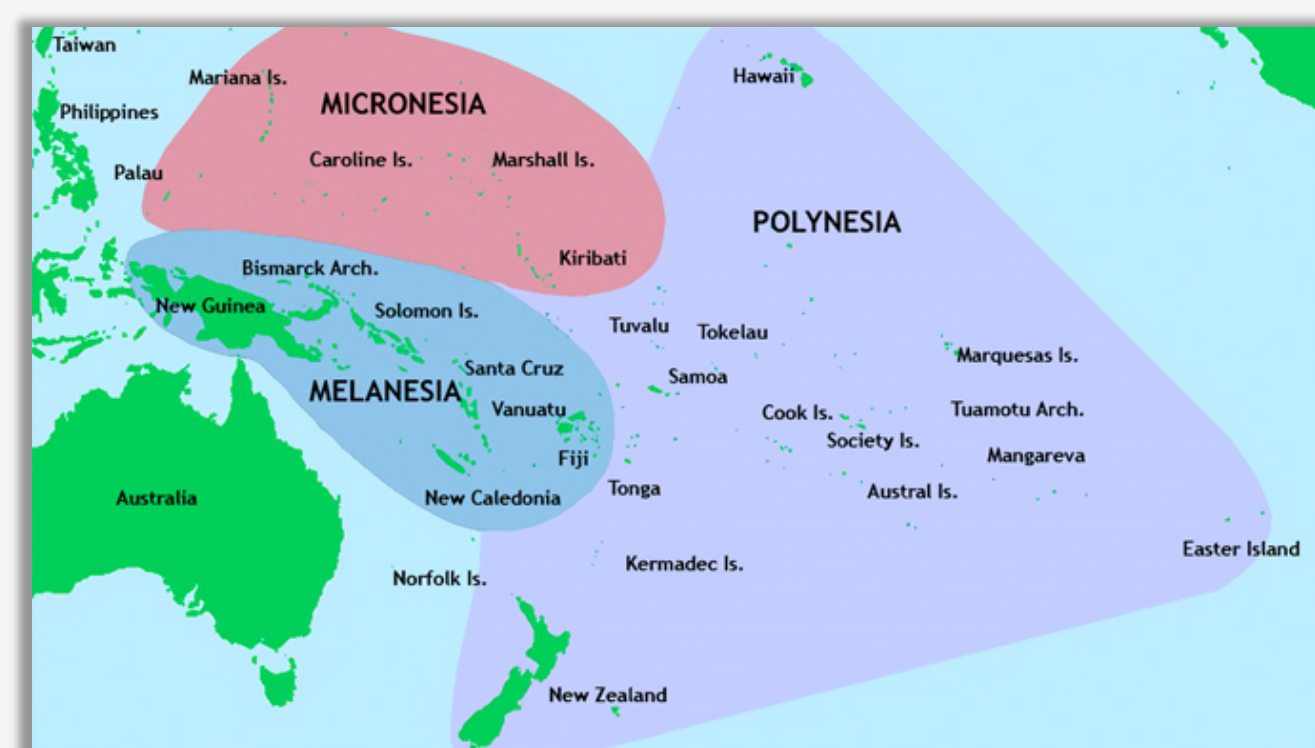 Taiwan
Hawaii
Mariana Is.
MICRONESIA
Philippines
Caroline Is.
Marshall Is.
Palau
POLYNESIA
Kiribati
Bismarck Arch.
New Guinea
Solomon Is.
Tuvalu
Tokelau
Marquesas Is.
Santa Cruz
Samoa
MELANESIA
Vanuatu
Cook Is.
Tuamotu Arch.
Society Is.
Fiji
Mangareva
Tonga
Austral Is.
Australia
New Caledonia
Easter Island
Kermadec Is.
Norfolk Is.
New Zealand